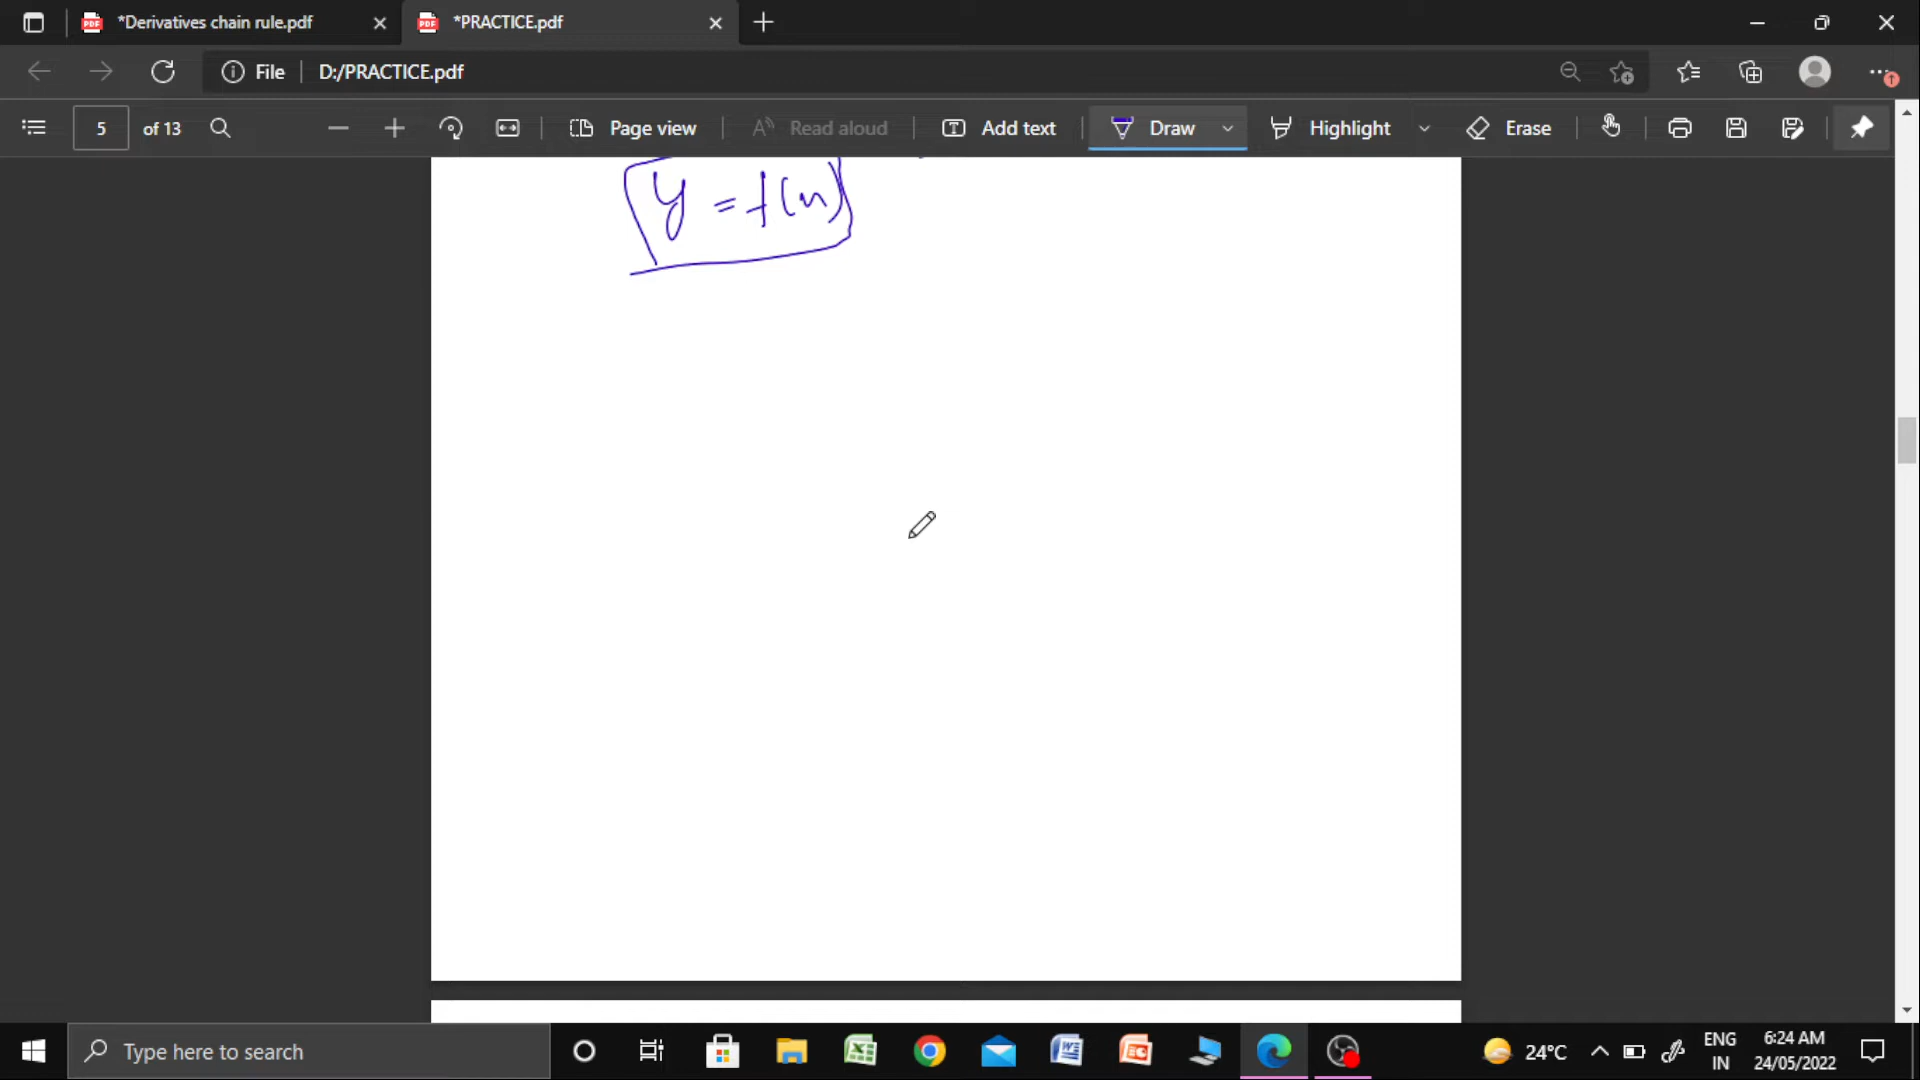 *Derivatives chain rule.pdf
*PRACTICE.pdf
File
D:/PRACTICE.pdf
5
of 13
Page view
Read aloud
Add text
Draw
Highlight
Erase
y = f(x)
Type here to search
24°C
ENG
IN
6:24 AM
24/05/2022